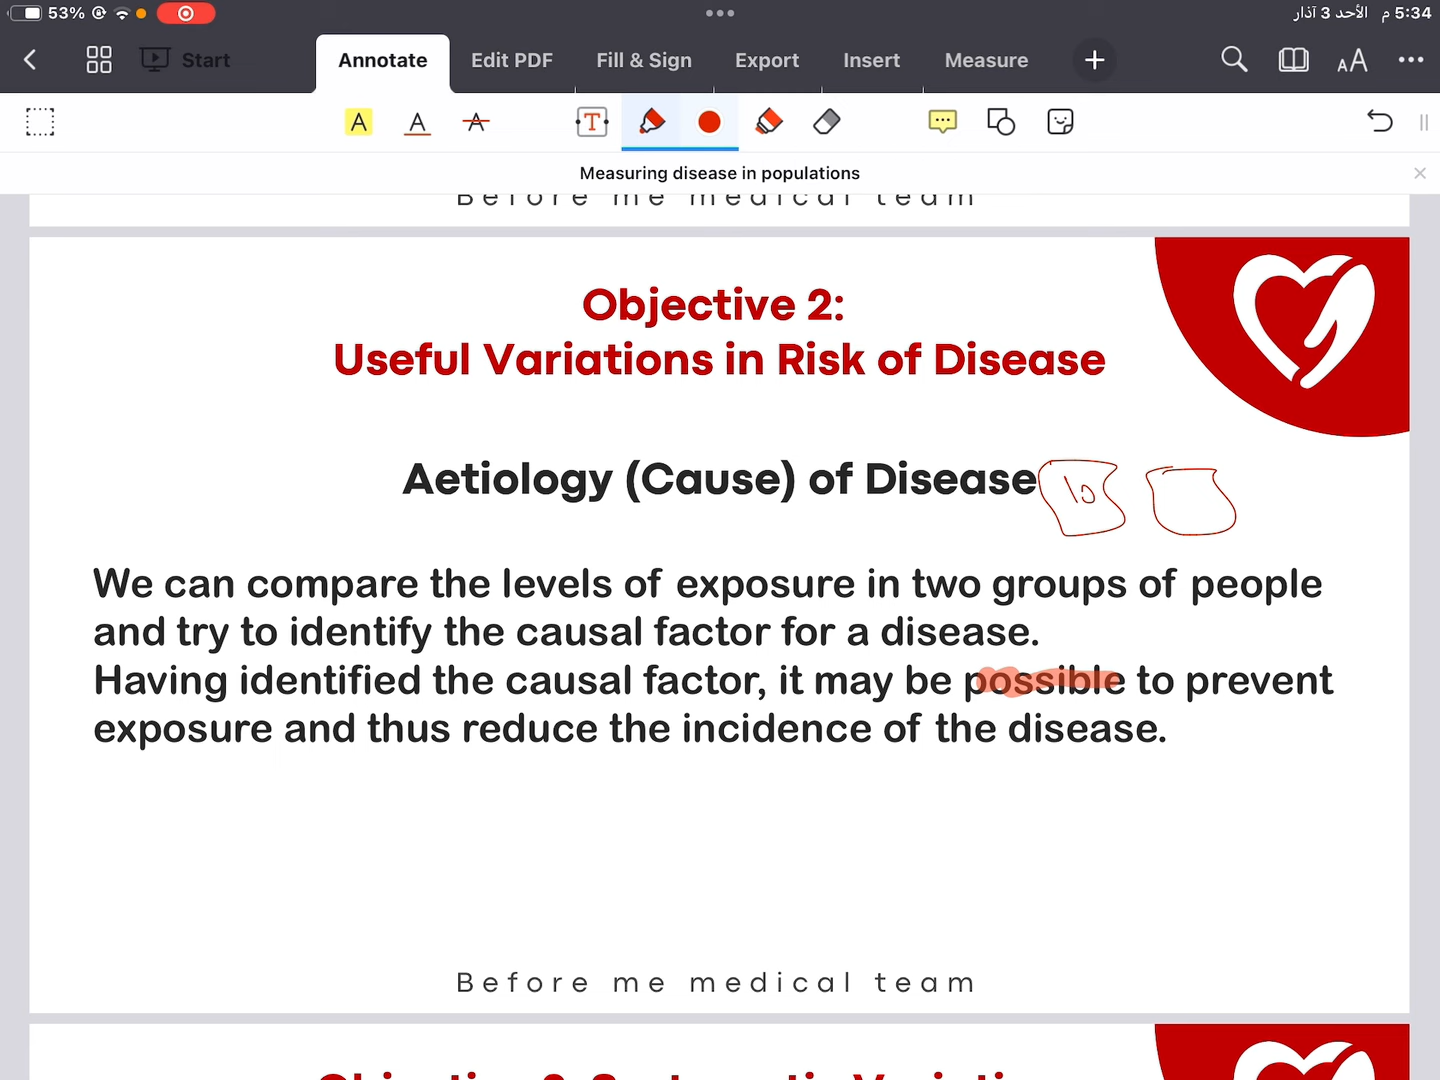 53% 5:34 م الأحد 3 آذار
Start Annotate Edit PDF Fill & Sign Export Insert Measure
Measuring disease in populations
Before me medical team
Objective 2:
Useful Variations in Risk of Disease
Aetiology (Cause) of Disease
We can compare the levels of exposure in two groups of people
and try to identify the causal factor for a disease.
Having identified the causal factor, it may be possible to prevent
exposure and thus reduce the incidence of the disease.
Before me medical team